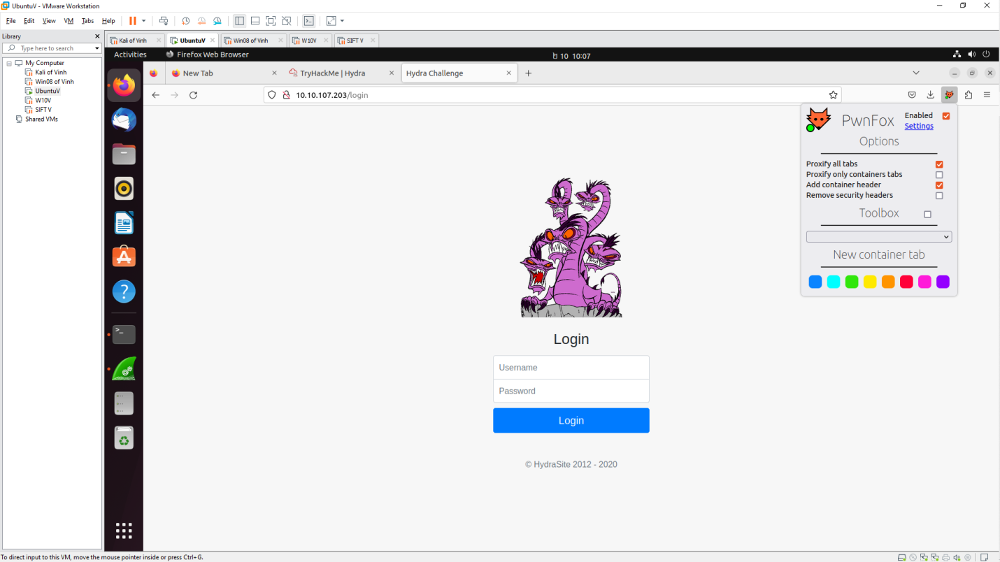 UbuntuV - VMware Workstation
File Edit View VM Tabs Help
Library
Type here to search
My Computer
Kali of Vinh
Win08 of Vinh
UbuntuV
W10V
SIFT V
Shared VMs
Kali of Vinh UbuntuV Win08 of Vinh W10V SIFT V
Activities Firefox Web Browser 10 10:07
New Tab TryHackMe | Hydra Hydra Challenge
10.10.107.203/login
PwnFox
Enabled
Settings
Options
Proxify all tabs
Proxify only containers tabs
Add container header
Remove security headers
Toolbox
New container tab
Login
Username
Password
Login
© HydraSite 2012 - 2020
To direct input to this VM, move the mouse pointer inside or press Ctrl+G.